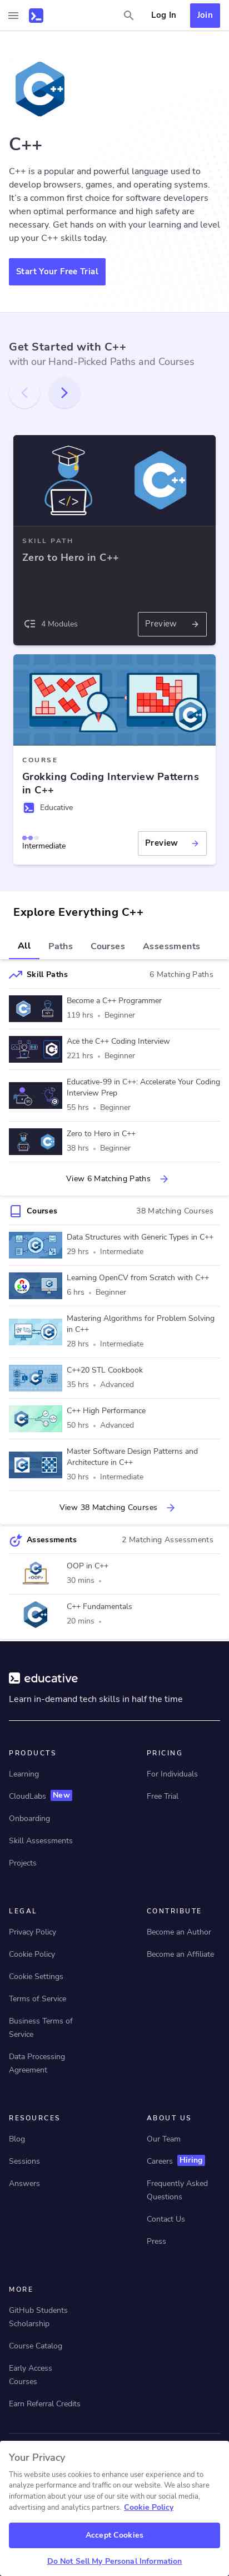 Log In
Join
C++
C++ is a popular and powerful language used to
develop browsers, games, and operating systems.
It's a common first choice for software developers
when optimal performance and high safety are
necessary. Get hands on with your learning and level
up your C++ skills today.
Start Your Free Trial
Get Started with C++
with our Hand-Picked Paths and Courses
SKILL PATH
Zero to Hero in C++
4 Modules
Preview
COURSE
Grokking Coding Interview Patterns
in C++
Educative
Intermediate
Preview
Explore Everything C++
All
Paths
Courses
Assessments
Skill Paths
6 Matching Paths
Become a C++ Programmer
119 hrs • Beginner
Ace the C++ Coding Interview
221 hrs • Beginner
Educative-99 in C++: Accelerate Your Coding
Interview Prep
55 hrs • Beginner
Zero to Hero in C++
38 hrs • Beginner
View 6 Matching Paths
Courses
38 Matching Courses
Data Structures with Generic Types in C++
29 hrs • Intermediate
Learning OpenCV from Scratch with C++
6 hrs • Beginner
Mastering Algorithms for Problem Solving
in C++
28 hrs • Intermediate
C++20 STL Cookbook
35 hrs • Advanced
C++ High Performance
50 hrs • Advanced
Master Software Design Patterns and
Architecture in C++
30 hrs • Intermediate
View 38 Matching Courses
Assessments
2 Matching Assessments
OOP in C++
30 mins •
C++ Fundamentals
20 mins •
educative
Learn in-demand tech skills in half the time
PRODUCTS
Learning
CloudLabs New
Onboarding
Skill Assessments
Projects
PRICING
For Individuals
Free Trial
LEGAL
Privacy Policy
Cookie Policy
Cookie Settings
Terms of Service
Business Terms of
Service
Data Processing
Agreement
CONTRIBUTE
Become an Author
Become an Affiliate
RESOURCES
Blog
Sessions
Answers
ABOUT US
Our Team
Careers Hiring
Frequently Asked
Questions
Contact Us
Press
MORE
GitHub Students
Scholarship
Course Catalog
Early Access
Courses
Earn Referral Credits
Your Privacy
This website uses cookies to enhance user experience and to
analyze performance and traffic on our website. We also share
information about your use of our site with our social media,
advertising and analytics partners. Cookie Policy
Accept Cookies
Do Not Sell My Personal Information